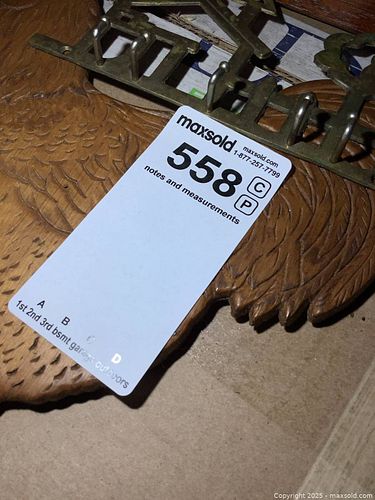 maxsold
maxsold.com
1-877-257-7799
558
C
P
notes and measurements
A B C D
1st 2nd 3rd bsmt garage outdoors
Copyright 2025 - maxsold.com